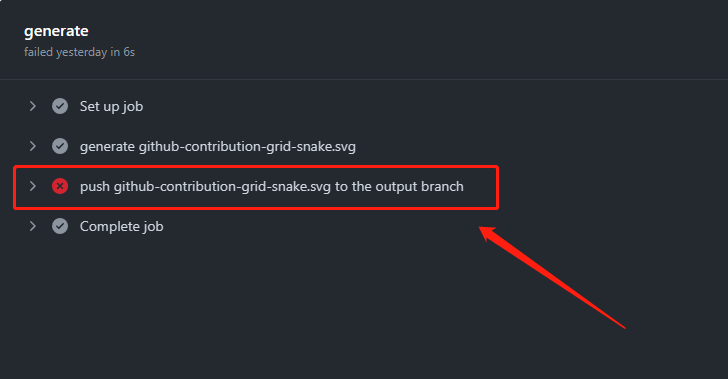 generate
failed yesterday in 6s
Set up job
generate github-contribution-grid-snake.svg
push github-contribution-grid-snake.svg to the output branch
Complete job